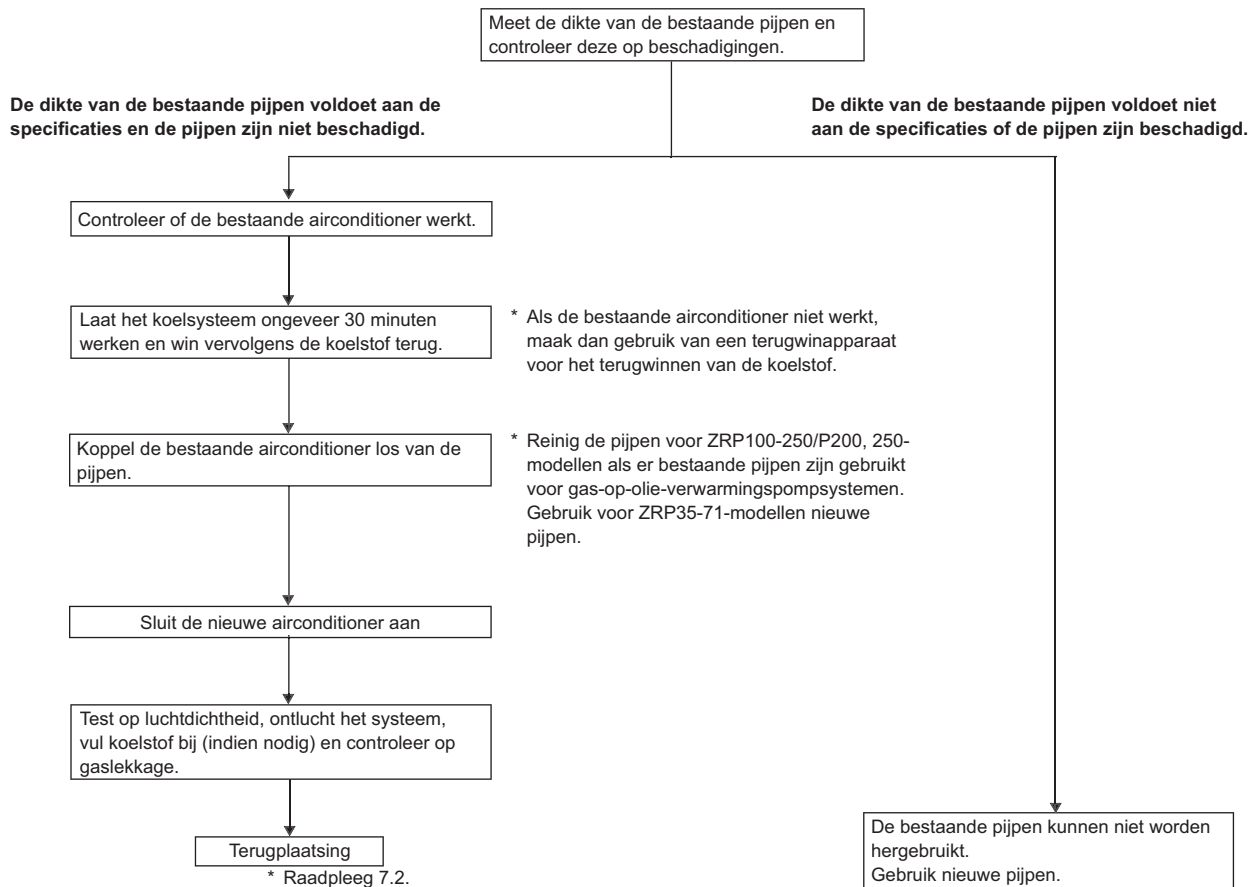 Meet de dikte van de bestaande pijpen en
controleer deze op beschadigingen.
De dikte van de bestaande pijpen voldoet aan de
specificaties en de pijpen zijn niet beschadigd.
De dikte van de bestaande pijpen voldoet niet
aan de specificaties of de pijpen zijn beschadigd.
Controleer of de bestaande airconditioner werkt.
Laat het koelsysteem ongeveer 30 minuten
werken en win vervolgens de koelstof terug.
* Als de bestaande airconditioner niet werkt,
maak dan gebruik van een terugwinapparaat
voor het terugwinnen van de koelstof.
Koppel de bestaande airconditioner los van de
pijpen.
* Reinig de pijpen voor ZRP100-250/P200, 250-
modellen als er bestaande pijpen zijn gebruikt
voor gas-op-olie-verwarmingspompsystemen.
Gebruik voor ZRP35-71-modellen nieuwe
pijpen.
Sluit de nieuwe airconditioner aan
Test op luchtdichtheid, ontlucht het systeem,
vul koelstof bij (indien nodig) en controleer op
gaslekkage.
Terugplaatsing
* Raadpleeg 7.2.
De bestaande pijpen kunnen niet worden
hergebruikt.
Gebruik nieuwe pijpen.